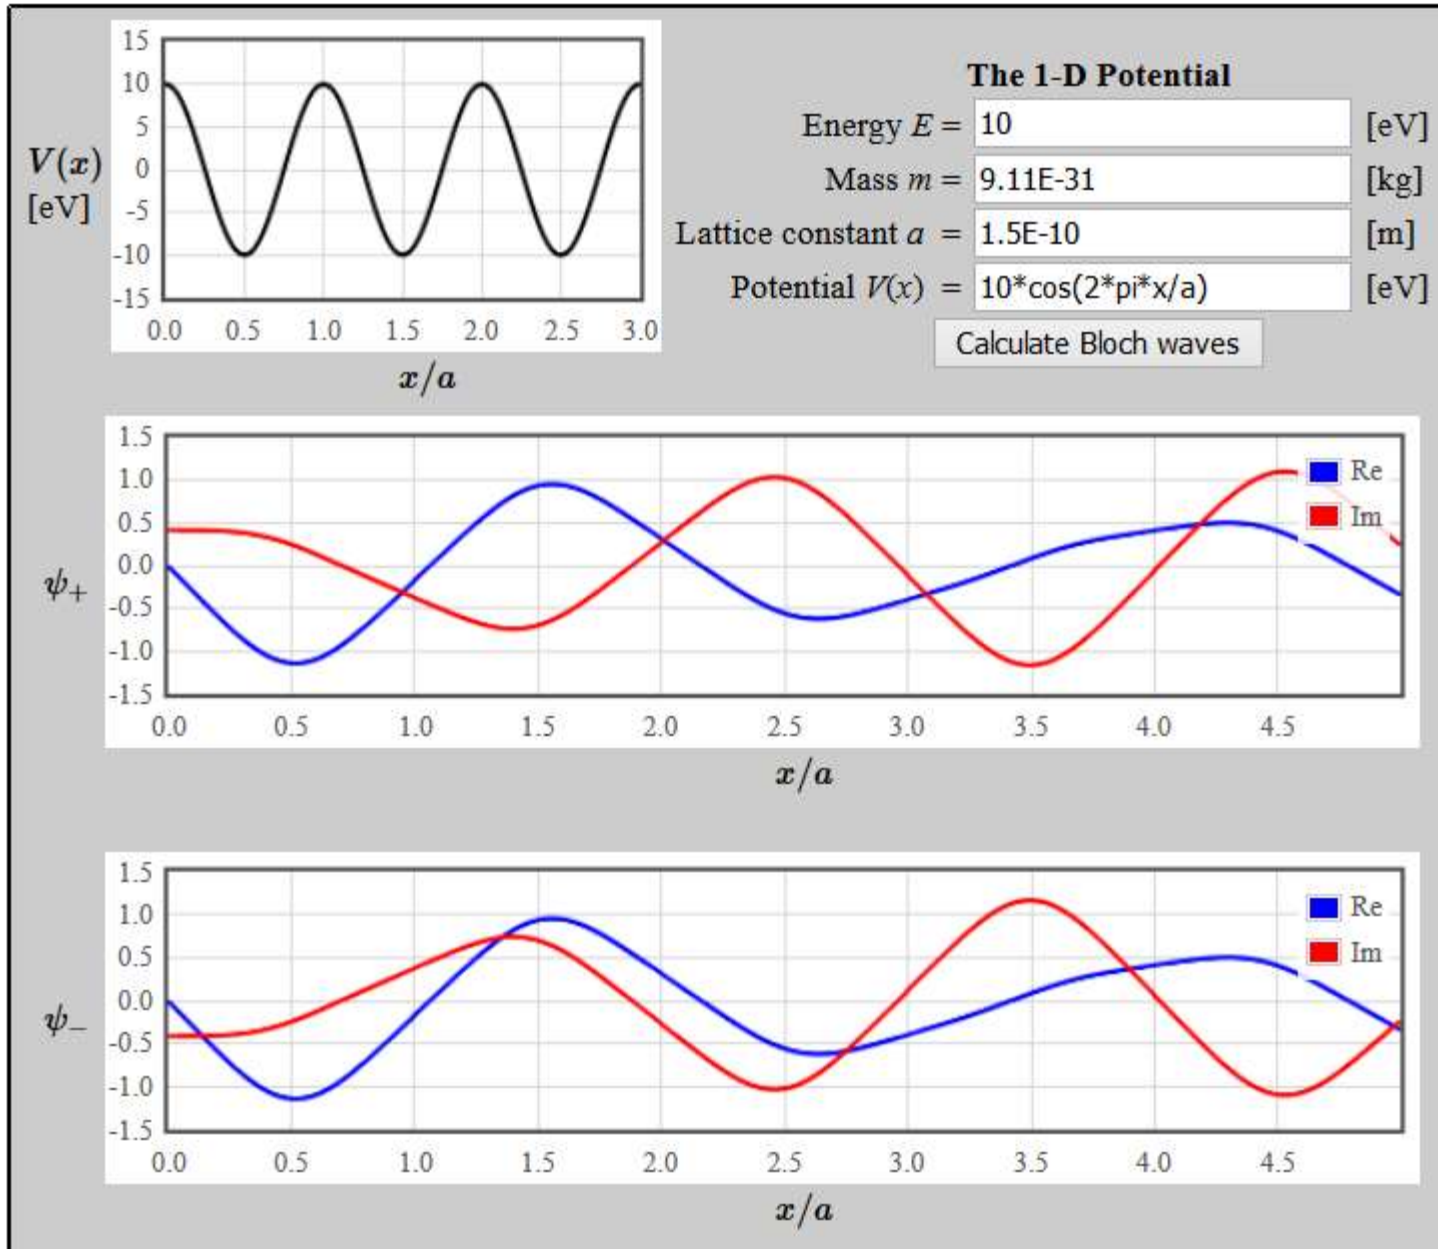 The 1-D Potential
Energy E = 10 [eV]
Mass m = 9.11E-31 [kg]
Lattice constant a = 1.5E-10 [m]
Potential V(x) = 10*cos(2*pi*x/a) [eV]
Calculate Bloch waves
V(x)
[eV]
15
10
5
0
-5
-10
-15
0.0 0.5 1.0 1.5 2.0 2.5 3.0
x/a
ψ+
1.5
1.0
0.5
0.0
-0.5
-1.0
-1.5
Re
Im
0.0 0.5 1.0 1.5 2.0 2.5 3.0 3.5 4.0 4.5
x/a
ψ−
1.5
1.0
0.5
0.0
-0.5
-1.0
-1.5
Re
Im
0.0 0.5 1.0 1.5 2.0 2.5 3.0 3.5 4.0 4.5
x/a